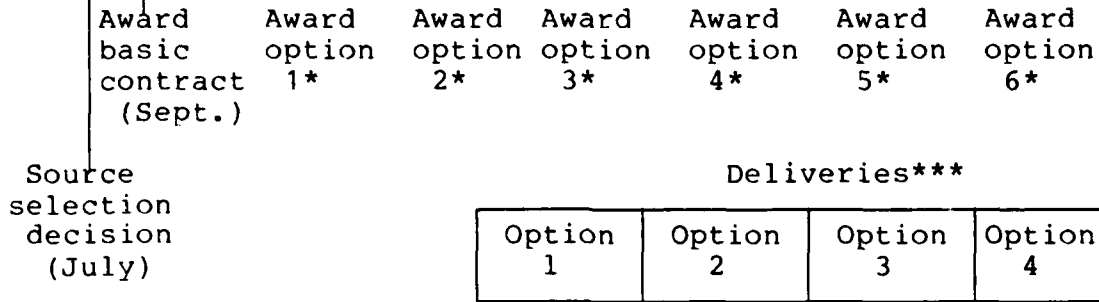 Award Award Award Award Award Award Award
basic option option option option option option
contract 1* 2* 3* 4* 5* 6*
(Sept.)
Source Deliveries***
selection
decision Option Option Option Option
(July) 1 2 3 4